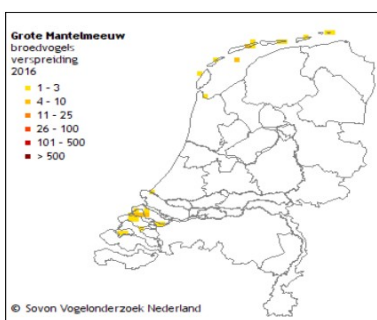 Grote Mantelmeeuw
broedvogels
verspreiding
2016
1 - 3
4 - 10
11 - 25
26 - 100
101 - 500
> 500
© Sovon Vogelonderzoek Nederland